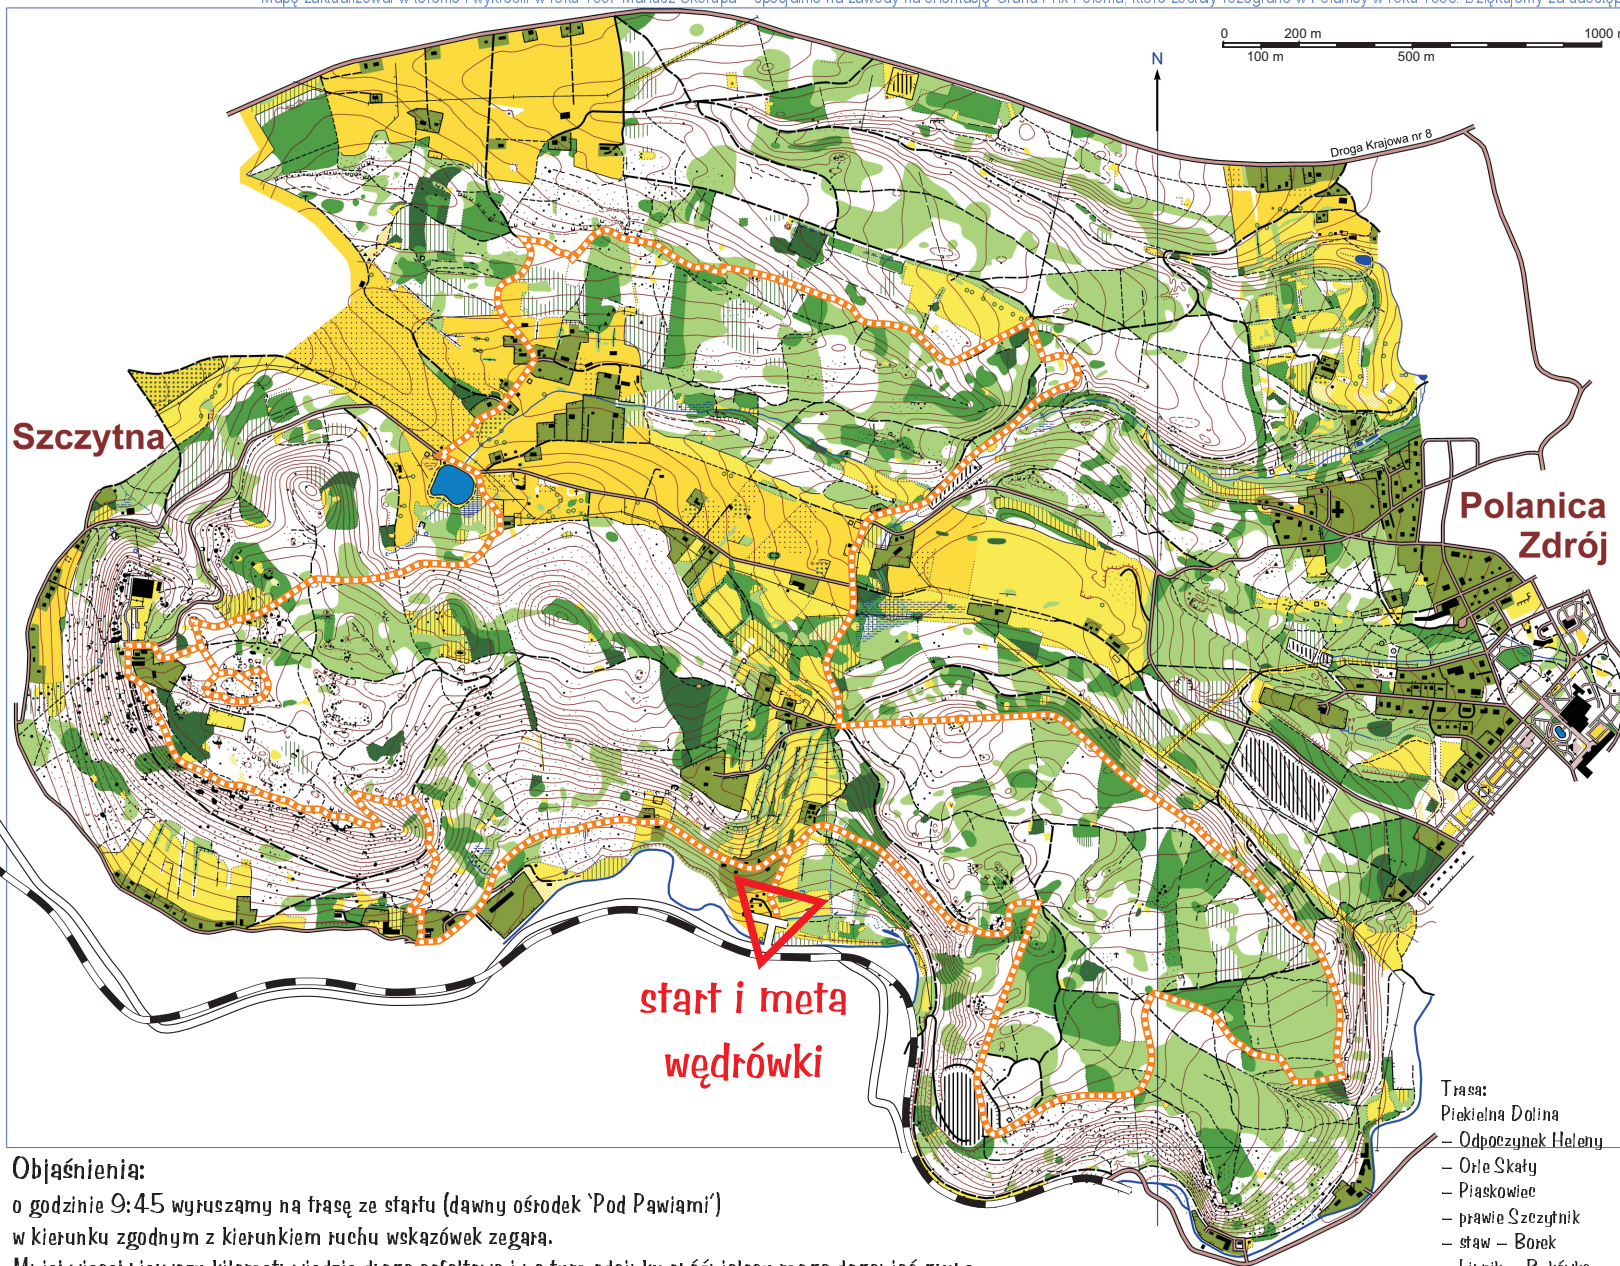 0 200 m 1000
100 m 500 m
N
Droga Krajowa nr 8
Szczytna
Polanica
Zdrój
start i meta
wędrówki
Trasa:
Piekielna Dolina
– Odpoczynek Heleny
– Orle Skały
– Piaskowiec
– prawie Szczytnik
– staw – Borek
Objaśnienia:
o godzinie 9:45 wyruszamy na trasę ze startu (dawny ośrodek 'Pod Pawiami')
w kierunku zgodnym z kierunkiem ruchu wskazówek zegara.